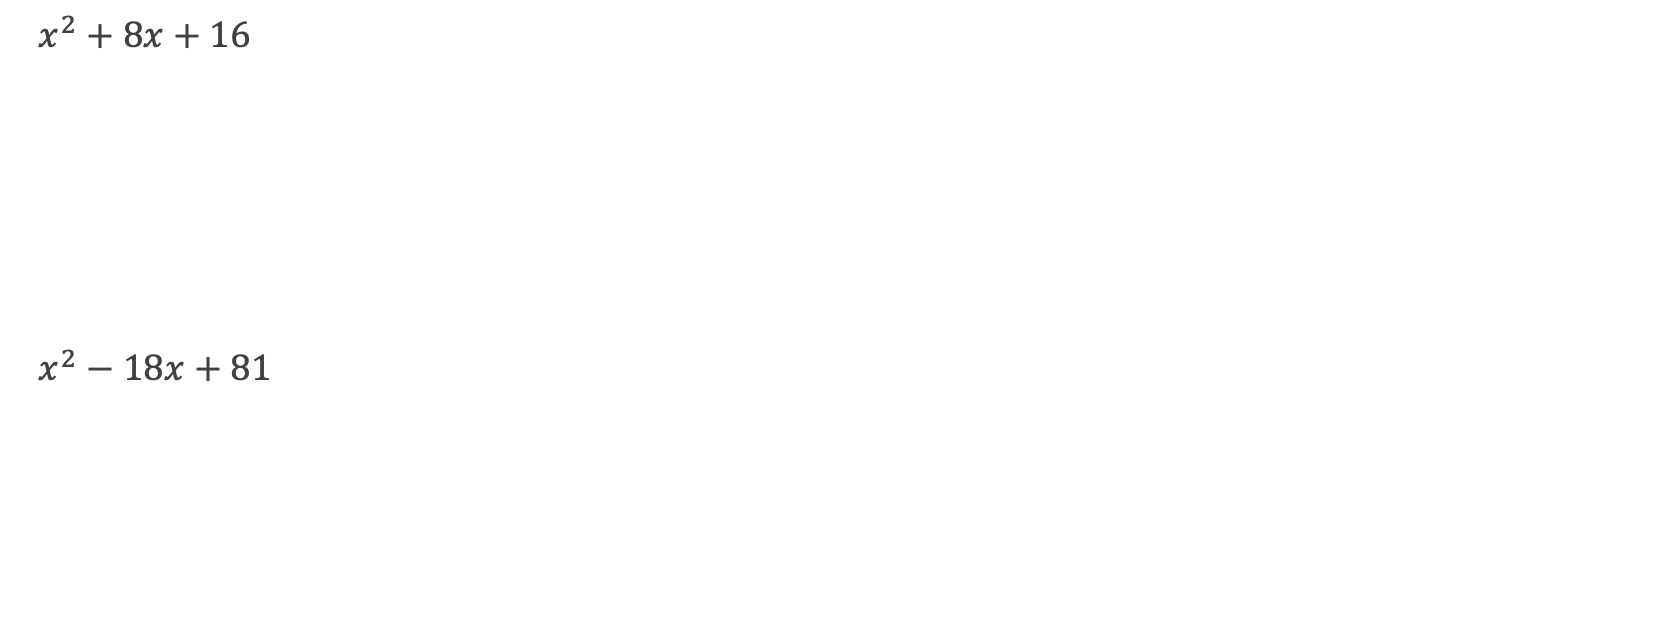 x² + 8x + 16
x² − 18x + 81